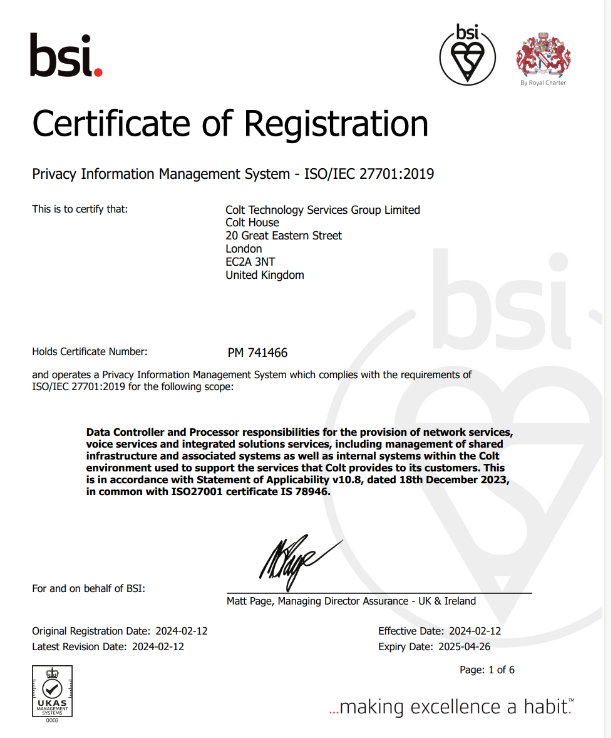 bsi.
bsi
By Royal Charter
Certificate of Registration
Privacy Information Management System - ISO/IEC 27701:2019
This is to certify that:
Colt Technology Services Group Limited
Colt House
20 Great Eastern Street
London
EC2A 3NT
United Kingdom
bsi
Holds Certificate Number:
PM 741466
and operates a Privacy Information Management System which complies with the requirements of
ISO/IEC 27701:2019 for the following scope:
Data Controller and Processor responsibilities for the provision of network services,
voice services and integrated solutions services, including management of shared
infrastructure and associated systems as well as internal systems within the Colt
environment used to support the services that Colt provides to its customers. This
is in accordance with Statement of Applicability v10.8, dated 18th December 2023,
in common with ISO27001 certificate IS 78946.
For and on behalf of BSI:
Matt Page, Managing Director Assurance - UK & Ireland
Original Registration Date: 2024-02-12
Effective Date: 2024-02-12
Latest Revision Date: 2024-02-12
Expiry Date: 2025-04-26
Page: 1 of 6
UKAS
MANAGEMENT
SYSTEMS
0003
...making excellence a habit.™